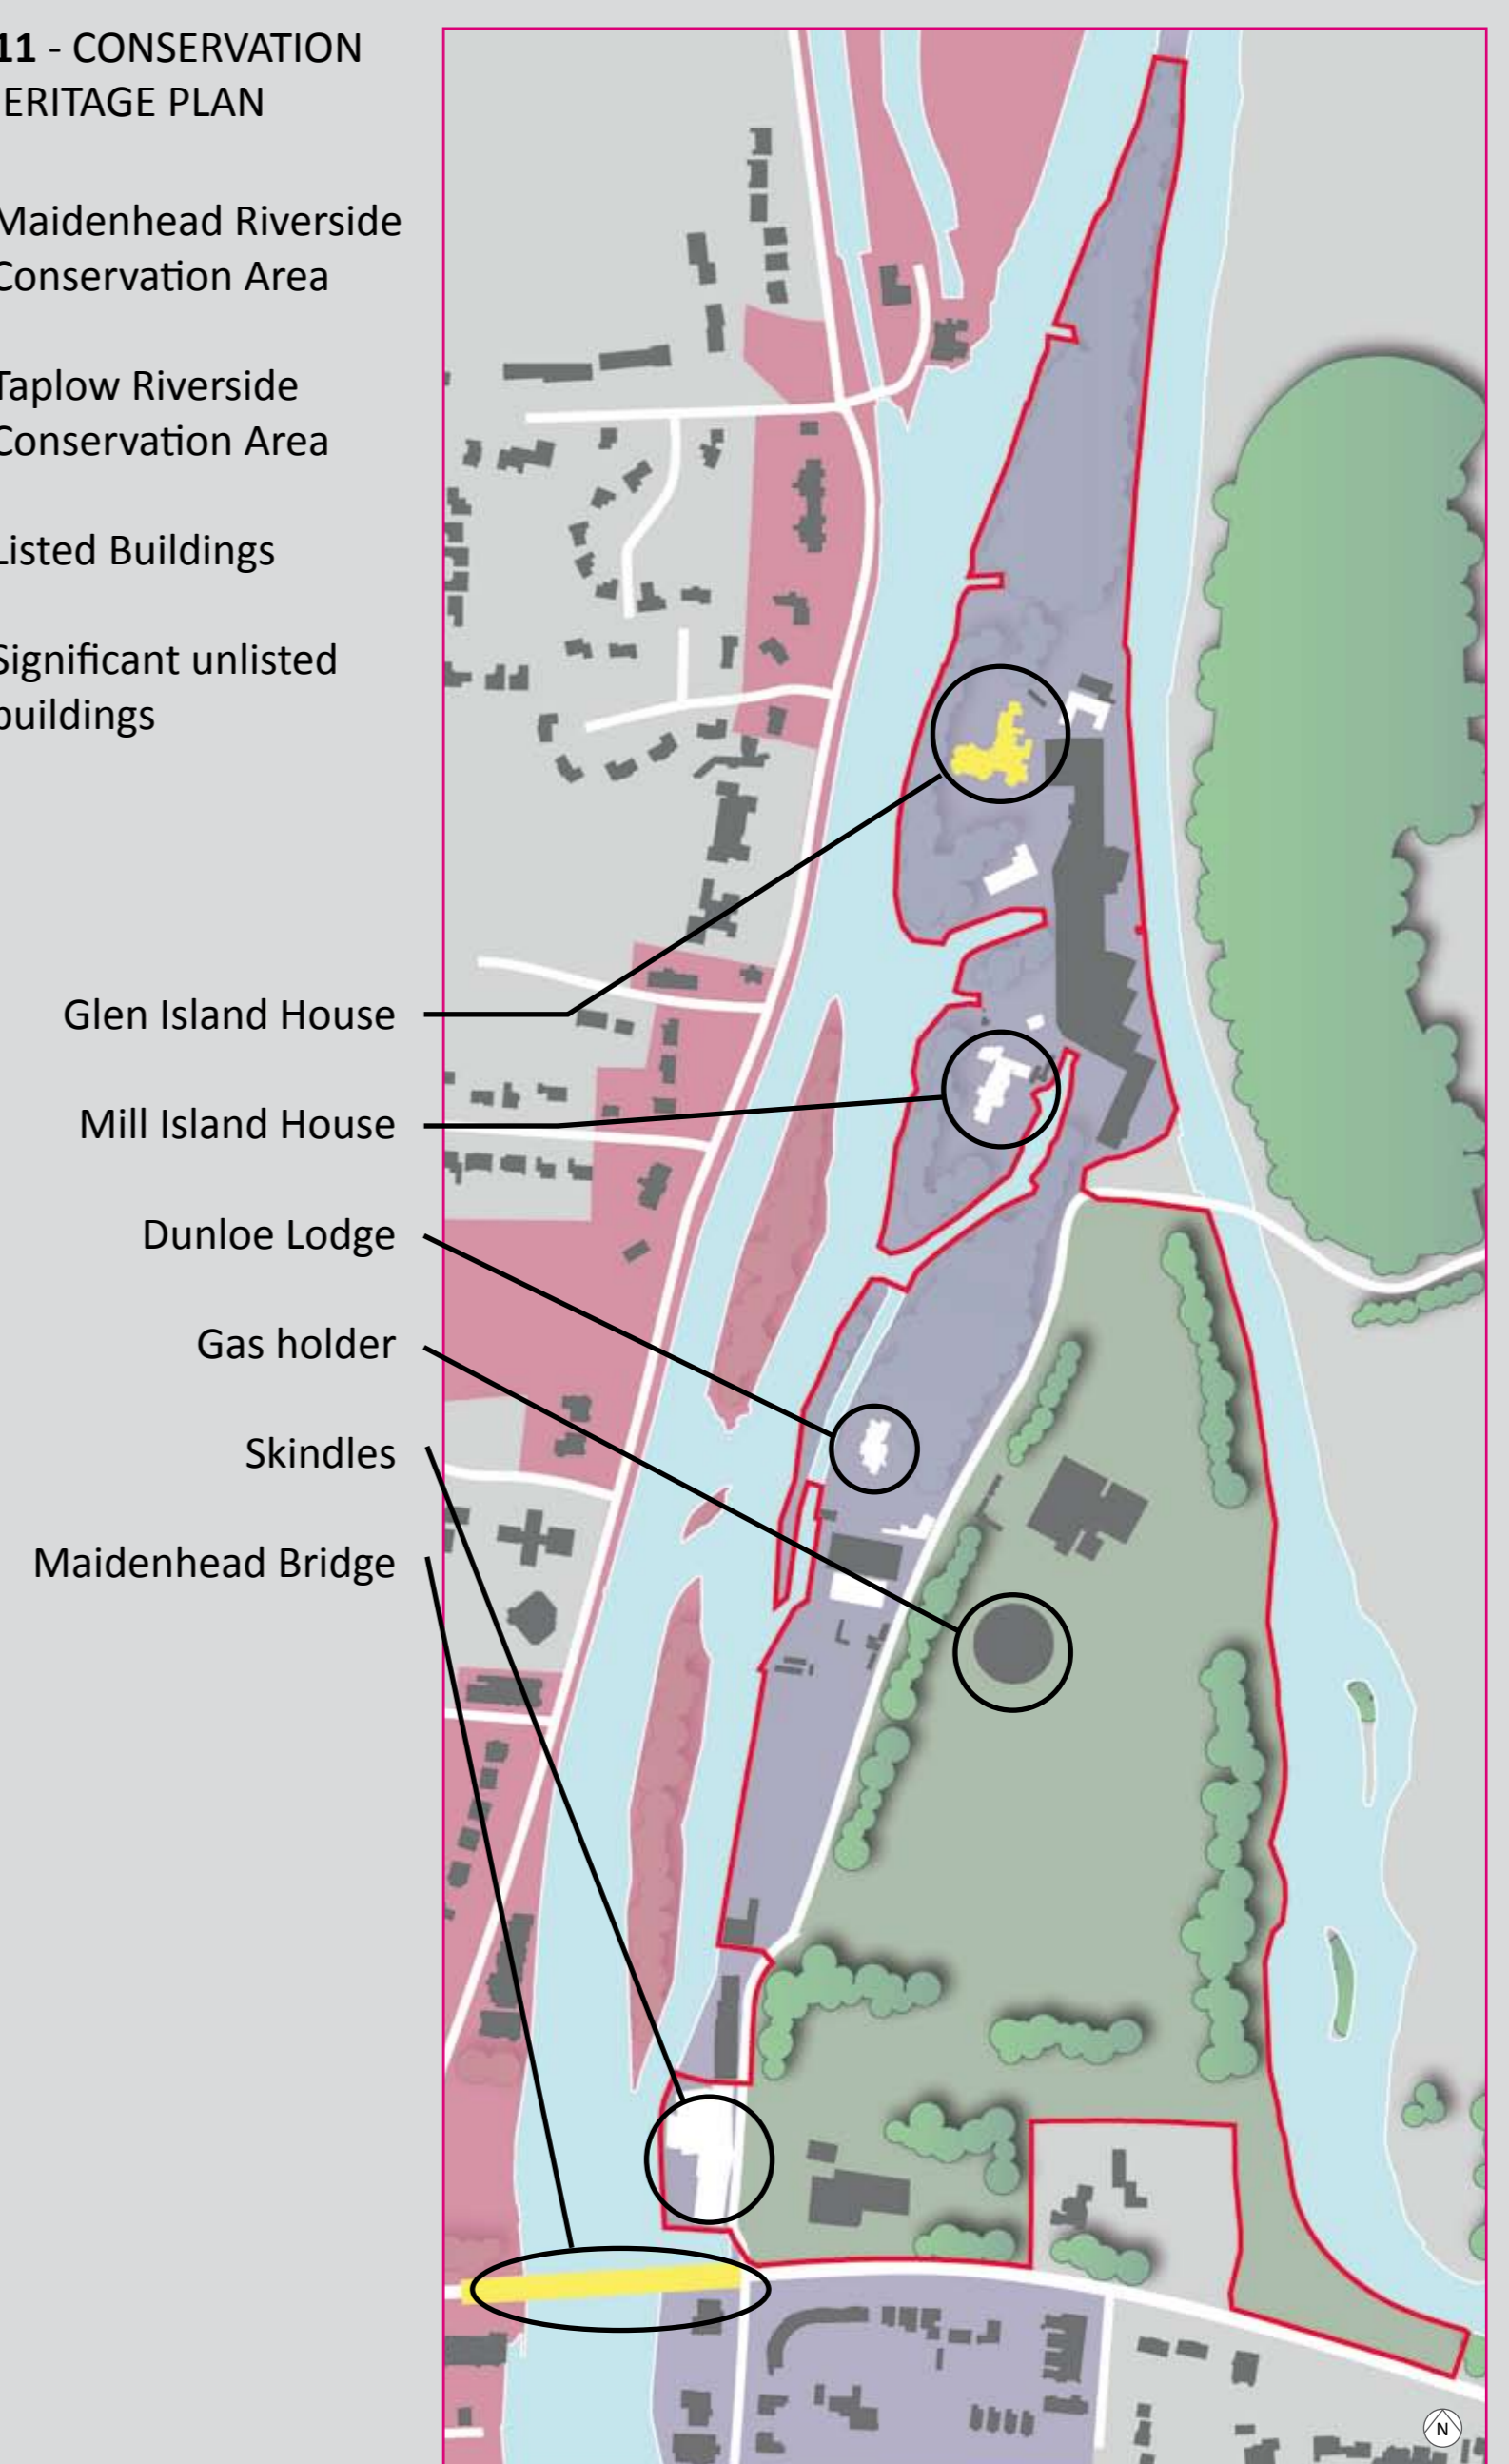 11 - CONSERVATION
ERITAGE PLAN
Maidenhead Riverside
Conservation Area
Taplow Riverside
Conservation Area
Listed Buildings
Significant unlisted
buildings
Glen Island House
Mill Island House
Dunloe Lodge
Gas holder
Skindles
Maidenhead Bridge
N